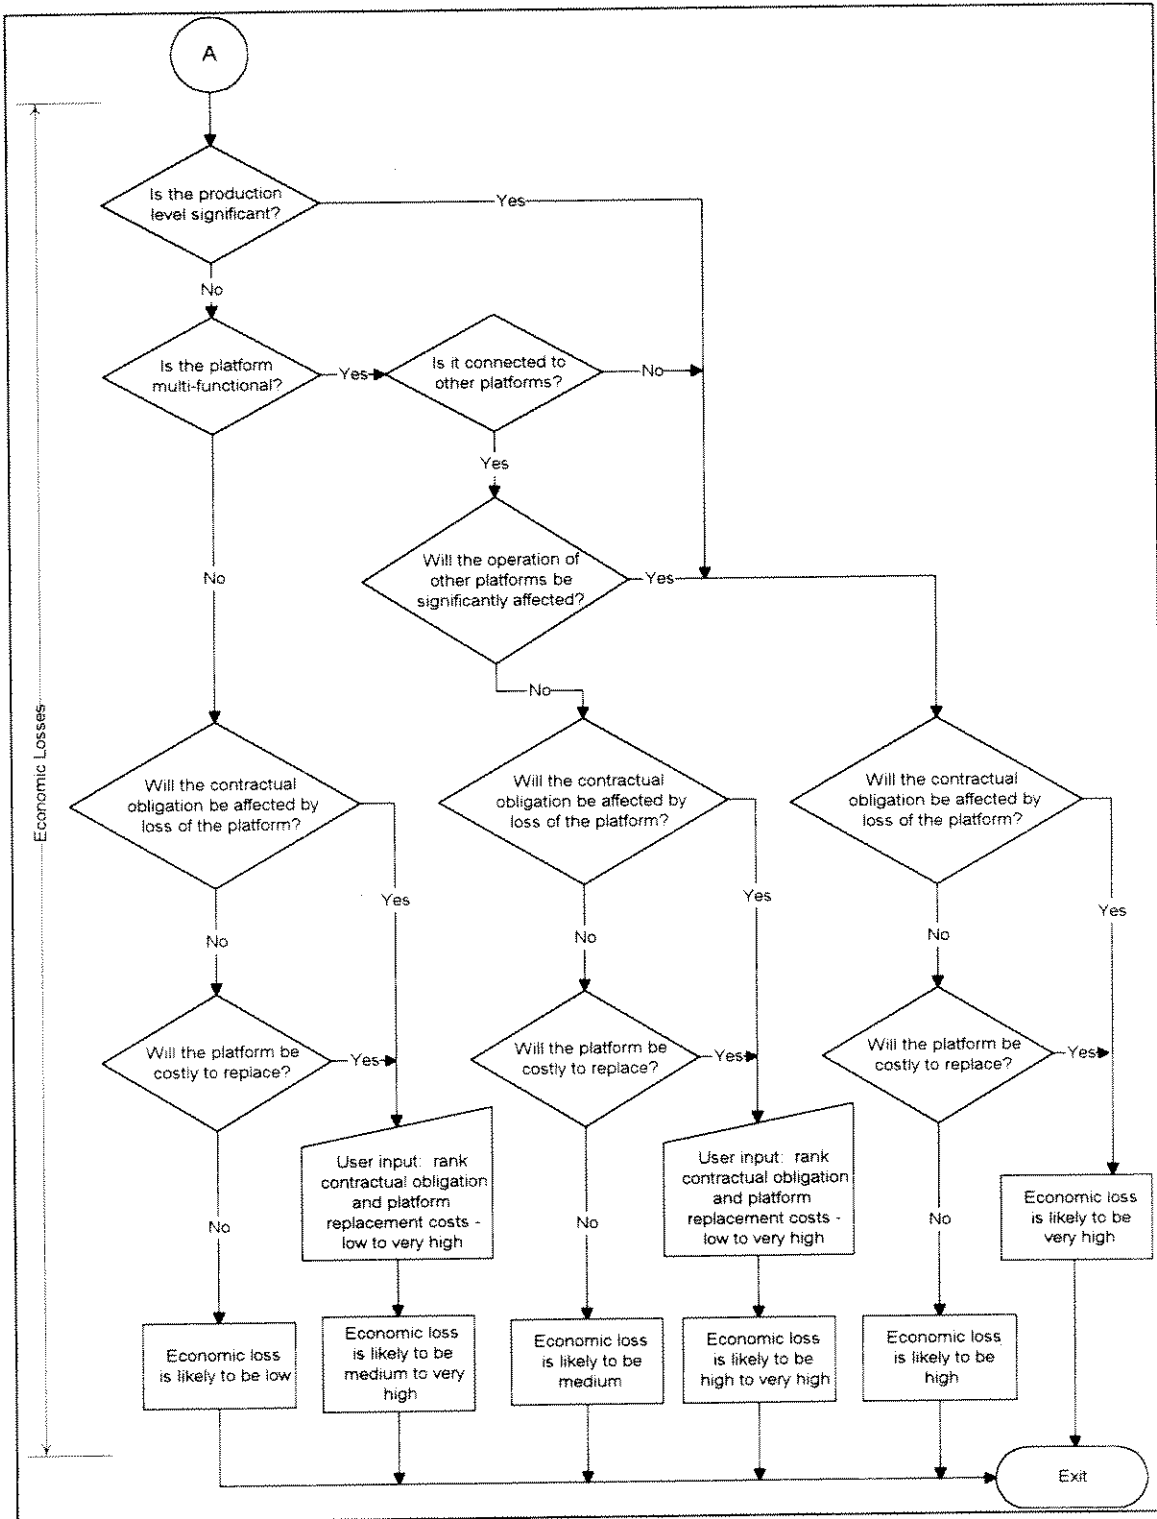 A
Is the production
level significant?
Yes
No
Is the platform
multi-functional?
Yes
Is it connected to
other platforms?
No
Yes
No
Will the operation of
other platforms be
significantly affected?
Yes
No
Economic Losses
Will the contractual
obligation be affected by
loss of the platform?
Will the contractual
obligation be affected by
loss of the platform?
Will the contractual
obligation be affected by
loss of the platform?
Yes
Yes
Yes
No
No
No
Will the platform be
costly to replace?
Yes
Will the platform be
costly to replace?
Yes
Will the platform be
costly to replace?
Yes
User input: rank
contractual obligation
and platform
replacement costs -
low to very high
User input: rank
contractual obligation
and platform
replacement costs -
low to very high
Economic loss
is likely to be
very high
No
No
No
Economic loss
is likely to be low
Economic loss
is likely to be
medium to very
high
Economic loss
is likely to be
medium
Economic loss
is likely to be
high to very high
Economic loss
is likely to be
high
Exit